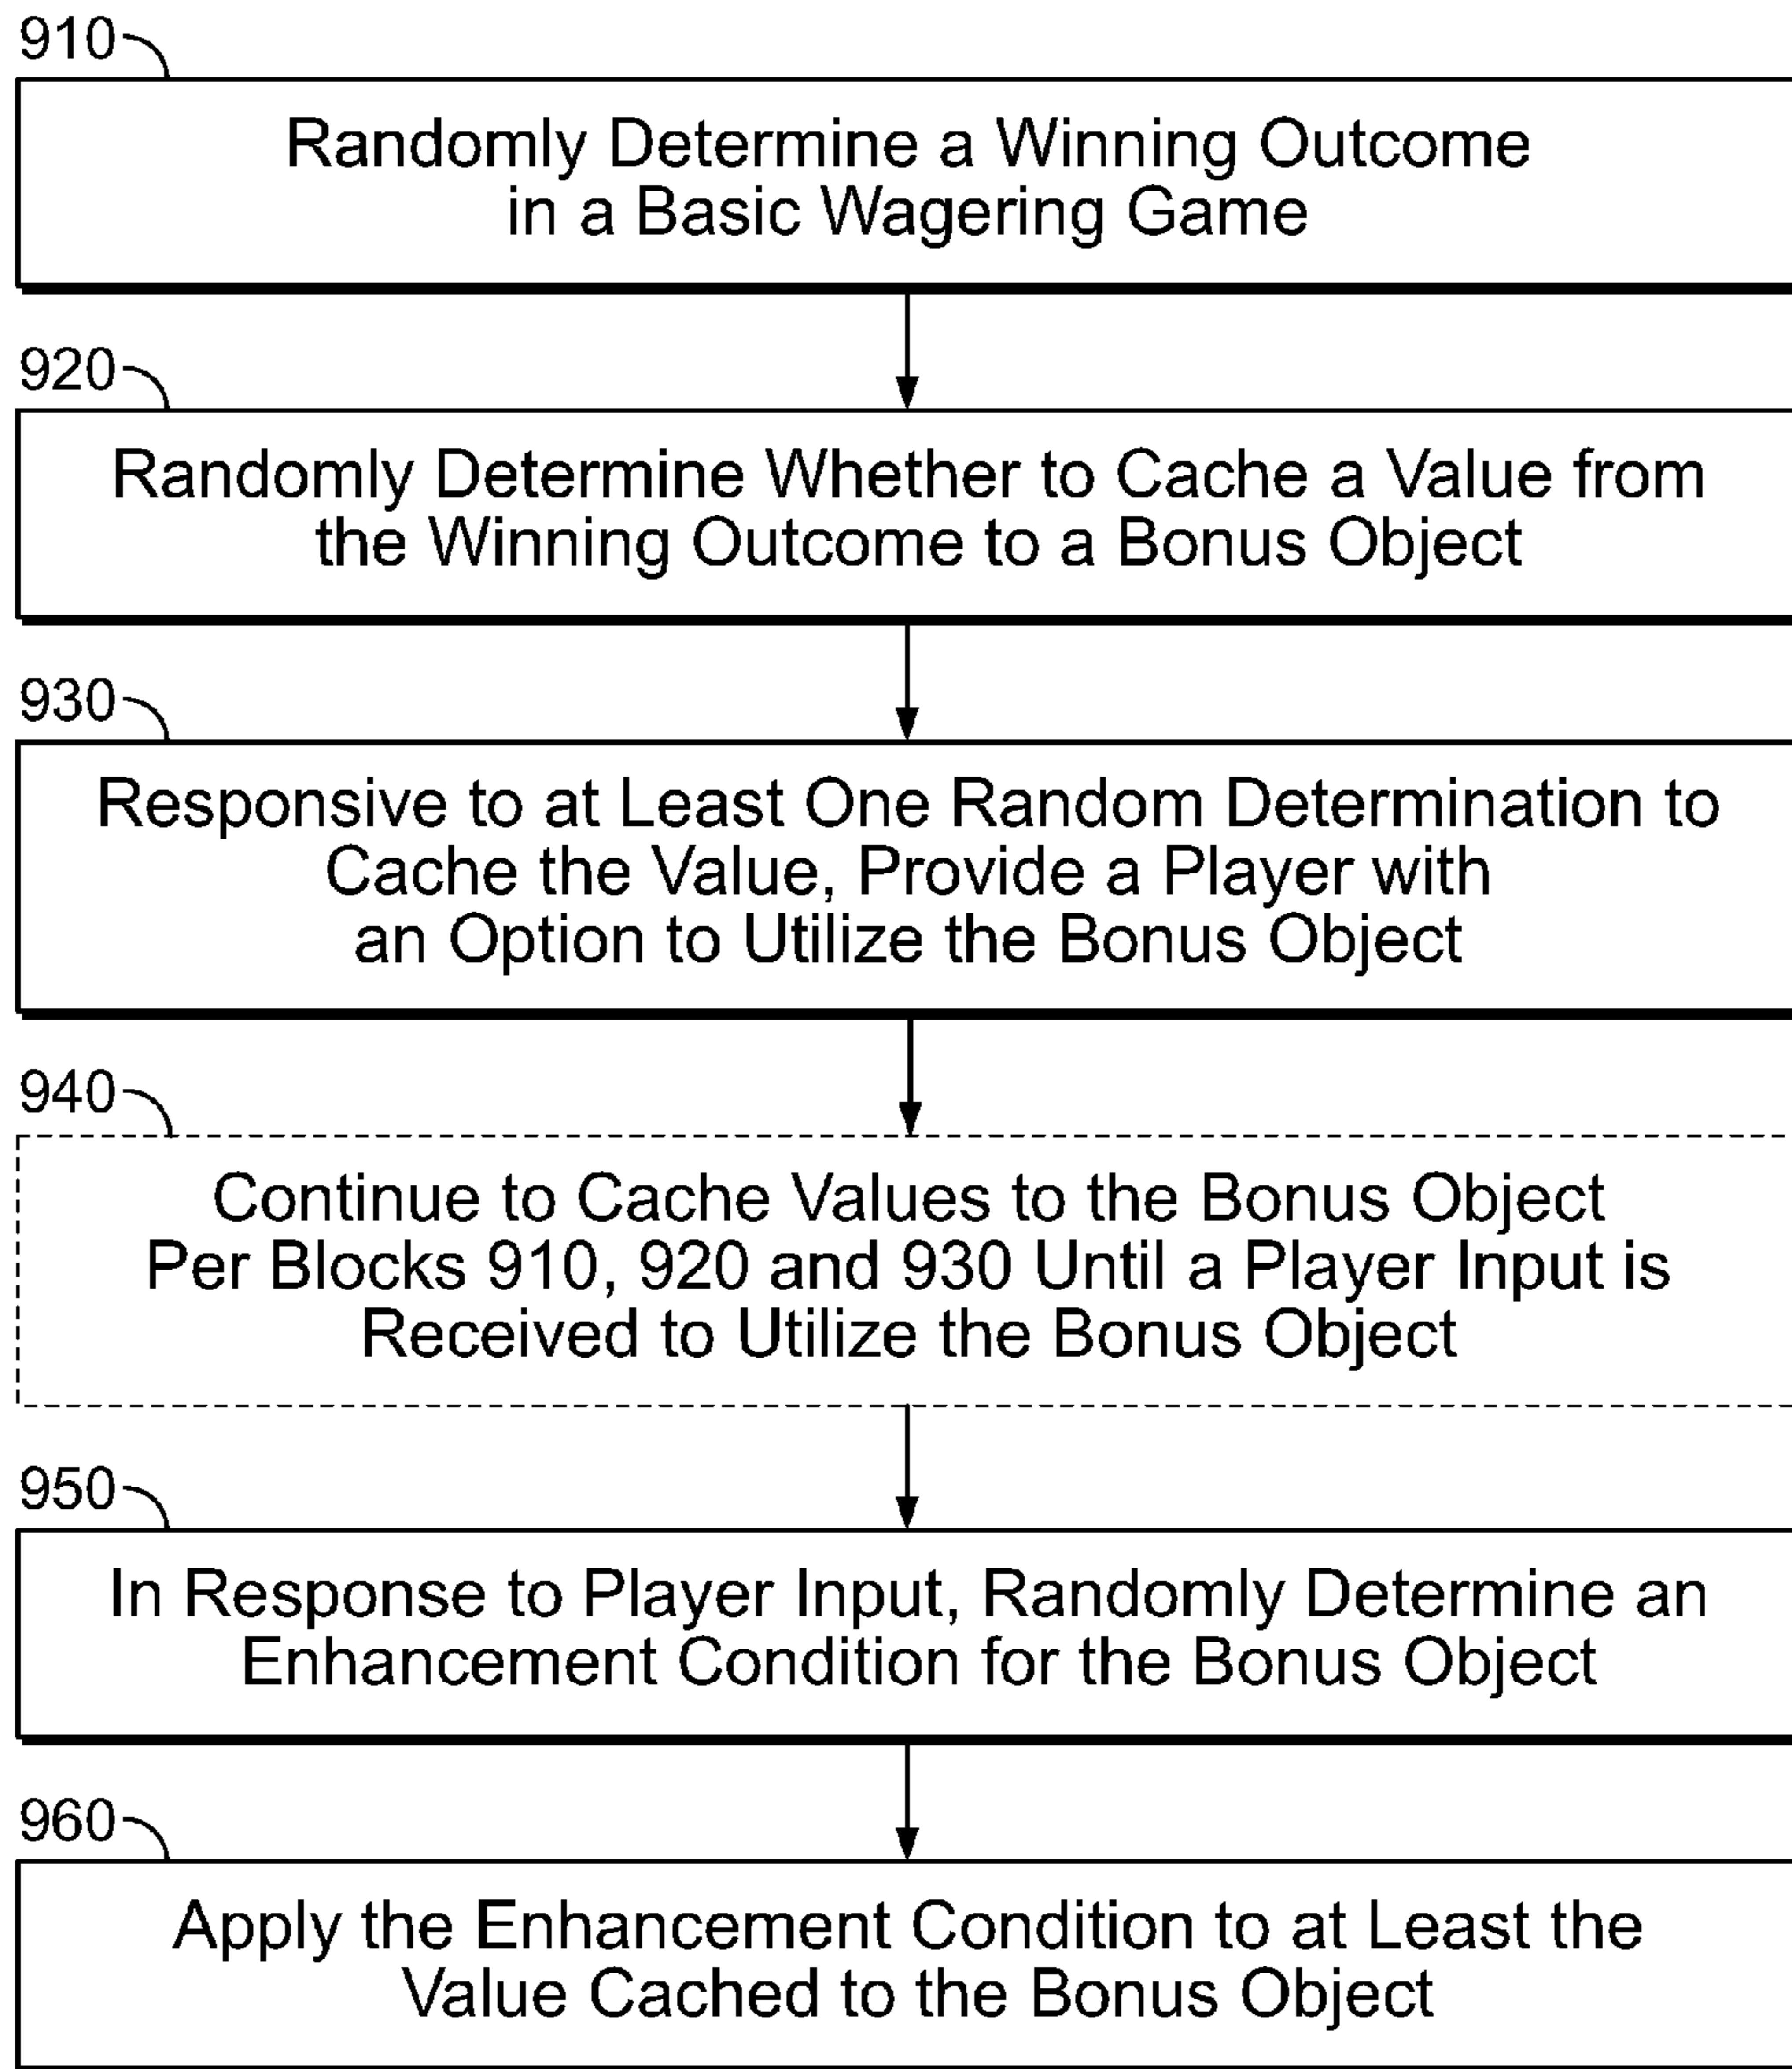 910
Randomly Determine a Winning Outcome
in a Basic Wagering Game
920
Randomly Determine Whether to Cache a Value from
the Winning Outcome to a Bonus Object
930
Responsive to at Least One Random Determination to
Cache the Value, Provide a Player with
an Option to Utilize the Bonus Object
940
Continue to Cache Values to the Bonus Object
Per Blocks 910, 920 and 930 Until a Player Input is
Received to Utilize the Bonus Object
950
In Response to Player Input, Randomly Determine an
Enhancement Condition for the Bonus Object
960
Apply the Enhancement Condition to at Least the
Value Cached to the Bonus Object